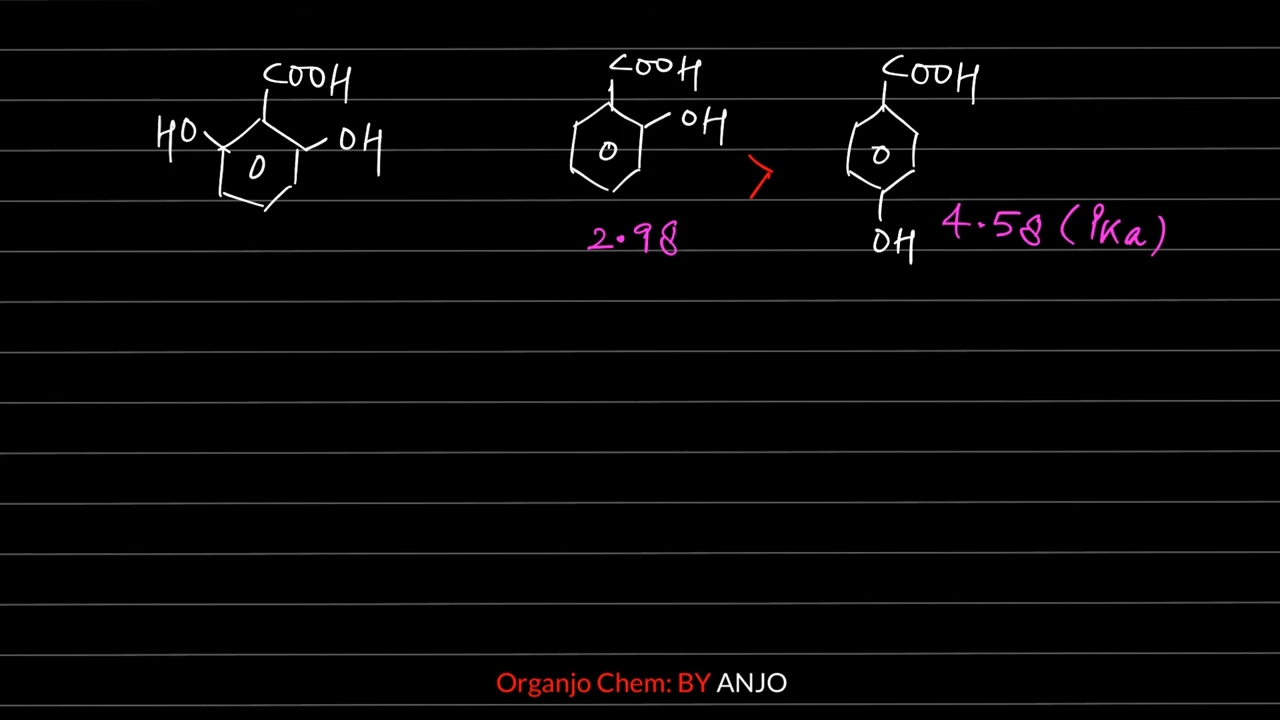 COOH COOH COOH
HO OH OH
O O O
>
2.98 4.58 (PKa)
OH
Organjo Chem: BY ANJO